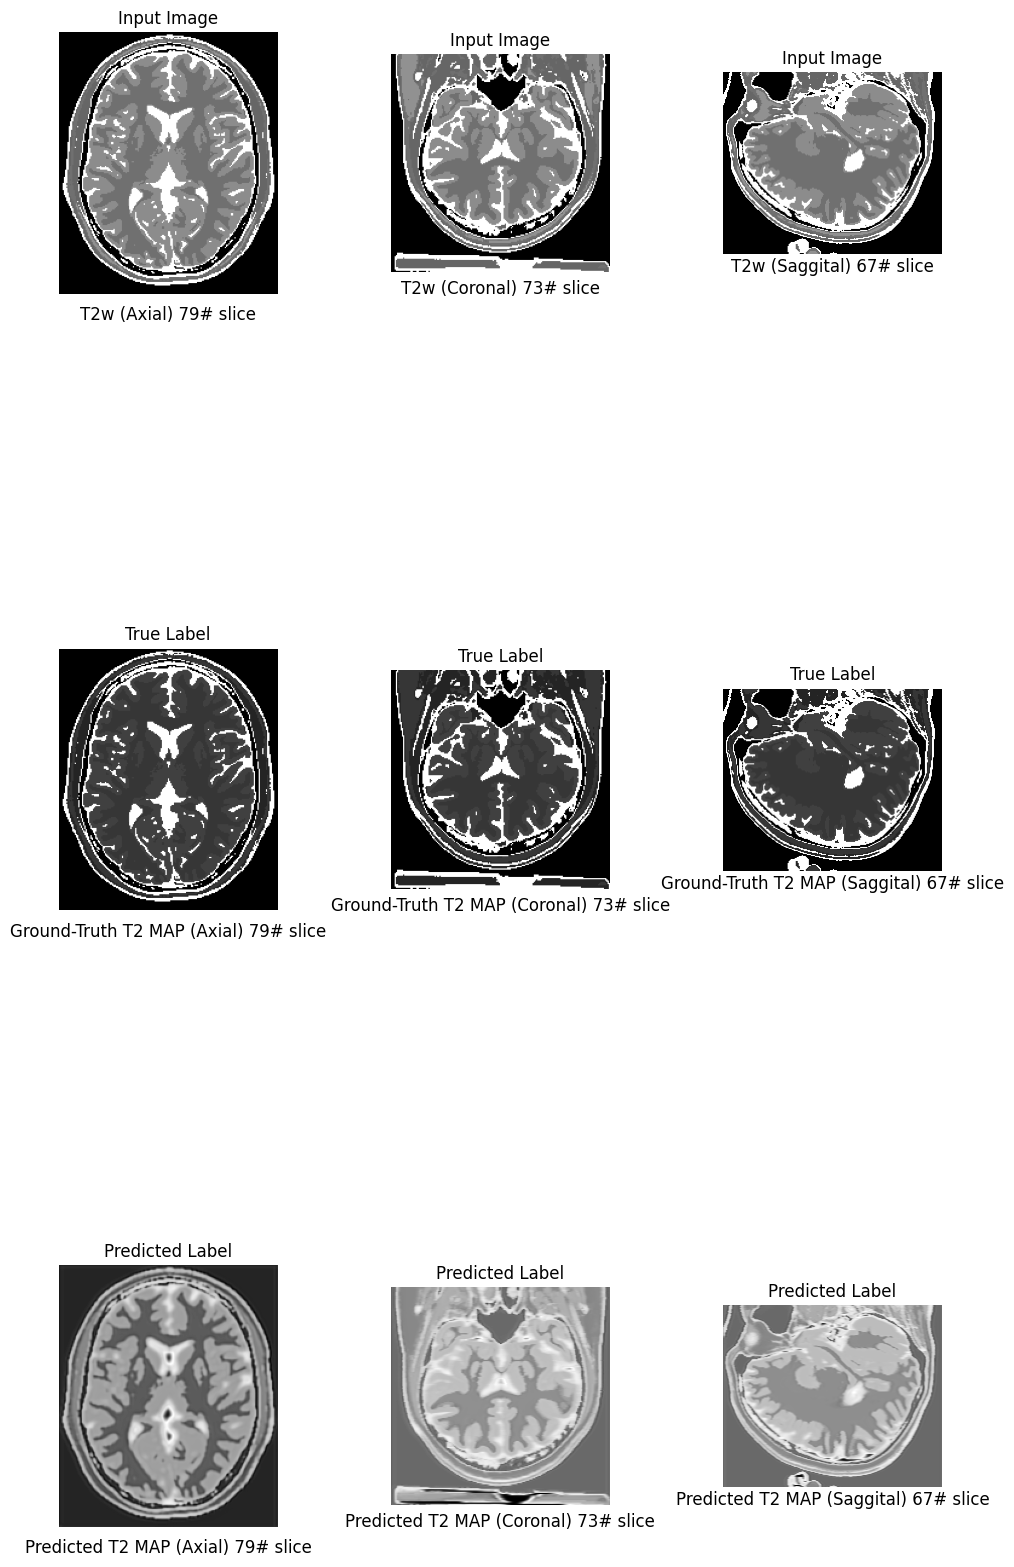 Input Image
Input Image
Input Image
T2w (Axial) 79# slice
T2w (Coronal) 73# slice
T2w (Saggital) 67# slice
True Label
True Label
True Label
Ground-Truth T2 MAP (Axial) 79# slice
Ground-Truth T2 MAP (Coronal) 73# slice
Ground-Truth T2 MAP (Saggital) 67# slice
Predicted Label
Predicted Label
Predicted Label
Predicted T2 MAP (Axial) 79# slice
Predicted T2 MAP (Coronal) 73# slice
Predicted T2 MAP (Saggital) 67# slice